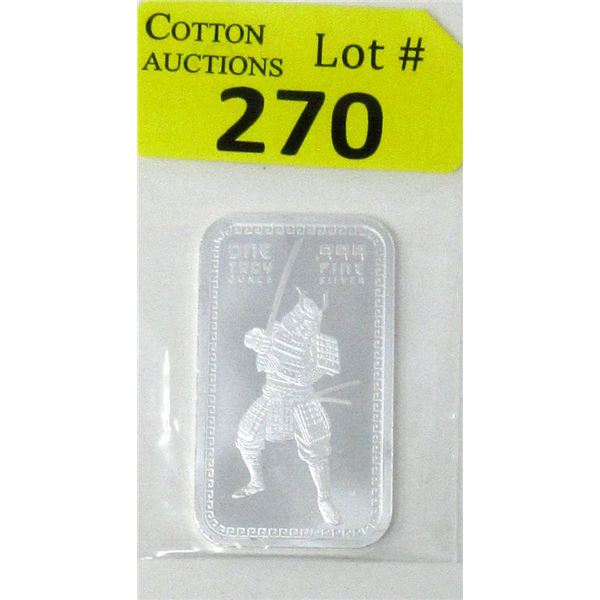 COTTON
AUCTIONS
Lot #
270
ONE
TROY
OUNCE
.999
FINE
SILVER